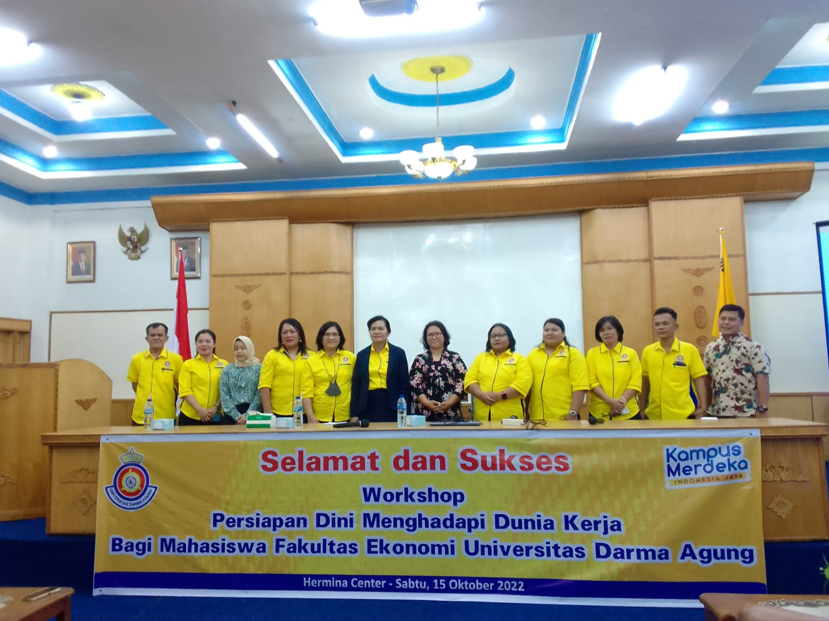 Selamat dan Sukses
Kampus
Merdeka
INDONESIA JAYA
Workshop
Persiapan Dini Menghadapi Dunia Kerja
Bagi Mahasiswa Fakultas Ekonomi Universitas Darma Agung
Hermina Center - Sabtu, 15 Oktober 2022